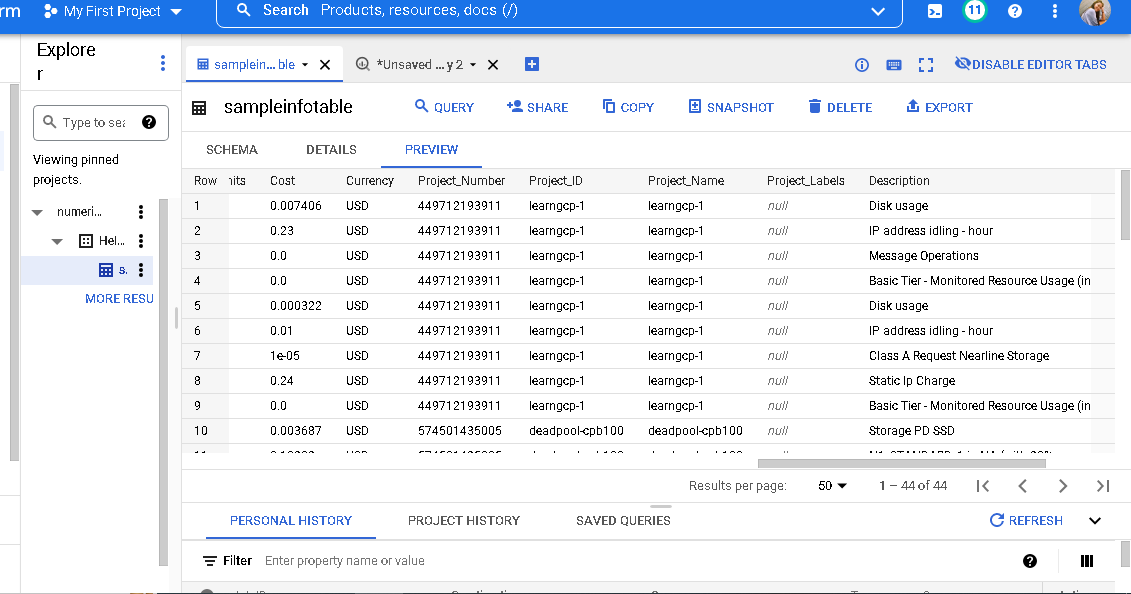 rm My First Project Search Products, resources, docs (/) 11
Explore
r
samplein... ble *Unsaved ... y 2 DISABLE EDITOR TABS
sampleinfotable QUERY SHARE COPY SNAPSHOT DELETE EXPORT
Type to sea
Viewing pinned
projects.
numeri...
Hel...
s.
MORE RESU
SCHEMA DETAILS PREVIEW
Row nits Cost Currency Project_Number Project_ID Project_Name Project_Labels Description
1 0.007406 USD 449712193911 learngcp-1 learngcp-1 null Disk usage
2 0.23 USD 449712193911 learngcp-1 learngcp-1 null IP address idling - hour
3 0.0 USD 449712193911 learngcp-1 learngcp-1 null Message Operations
4 0.0 USD 449712193911 learngcp-1 learngcp-1 null Basic Tier - Monitored Resource Usage (in
5 0.000322 USD 449712193911 learngcp-1 learngcp-1 null Disk usage
6 0.01 USD 449712193911 learngcp-1 learngcp-1 null IP address idling - hour
7 1e-05 USD 449712193911 learngcp-1 learngcp-1 null Class A Request Nearline Storage
8 0.24 USD 449712193911 learngcp-1 learngcp-1 null Static Ip Charge
9 0.0 USD 449712193911 learngcp-1 learngcp-1 null Basic Tier - Monitored Resource Usage (in
10 0.003687 USD 574501435005 deadpool-cpb100 deadpool-cpb100 null Storage PD SSD
Results per page: 50 1 – 44 of 44
PERSONAL HISTORY PROJECT HISTORY SAVED QUERIES REFRESH
Filter Enter property name or value